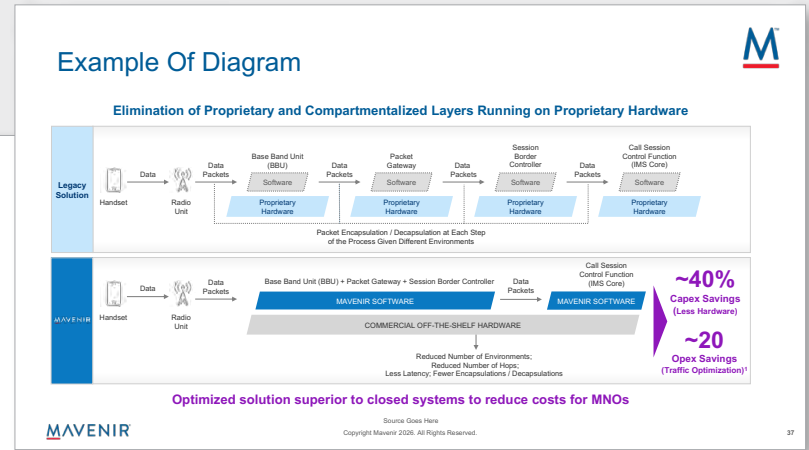 M
Example Of Diagram
Elimination of Proprietary and Compartmentalized Layers Running on Proprietary Hardware
Legacy
Solution
Handset
Data
Radio
Unit
Data
Packets
Base Band Unit
(BBU)
Software
Proprietary
Hardware
Data
Packets
Packet
Gateway
Software
Proprietary
Hardware
Data
Packets
Session
Border
Controller
Software
Proprietary
Hardware
Data
Packets
Call Session
Control Function
(IMS Core)
Software
Proprietary
Hardware
Packet Encapsulation / Decapsulation at Each Step
of the Process Given Different Environments
MAVENIR
Handset
Data
Radio
Unit
Data
Packets
Base Band Unit (BBU) + Packet Gateway + Session Border Controller
MAVENIR SOFTWARE
Data
Packets
Call Session
Control Function
(IMS Core)
MAVENIR SOFTWARE
COMMERCIAL OFF-THE-SHELF HARDWARE
Reduced Number of Environments;
Reduced Number of Hops;
Less Latency; Fewer Encapsulations / Decapsulations
~40%
Capex Savings
(Less Hardware)
~20
Opex Savings
(Traffic Optimization)¹
Optimized solution superior to closed systems to reduce costs for MNOs
MAVENIR
Source Goes Here
Copyright Mavenir 2026. All Rights Reserved.
37